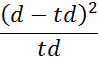 (d − td)²
td